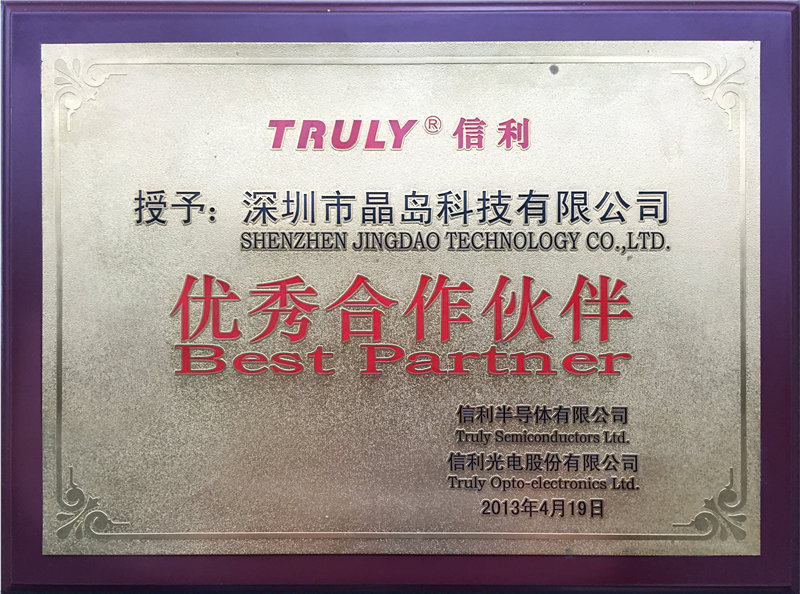 TRULY® 信利
授予：深圳市晶岛科技有限公司
SHENZHEN JINGDAO TECHNOLOGY CO.,LTD.
优秀合作伙伴
Best Partner
信利半导体有限公司
Truly Semiconductors Ltd.
信利光电股份有限公司
Truly Opto-electronics Ltd.
2013年4月19日